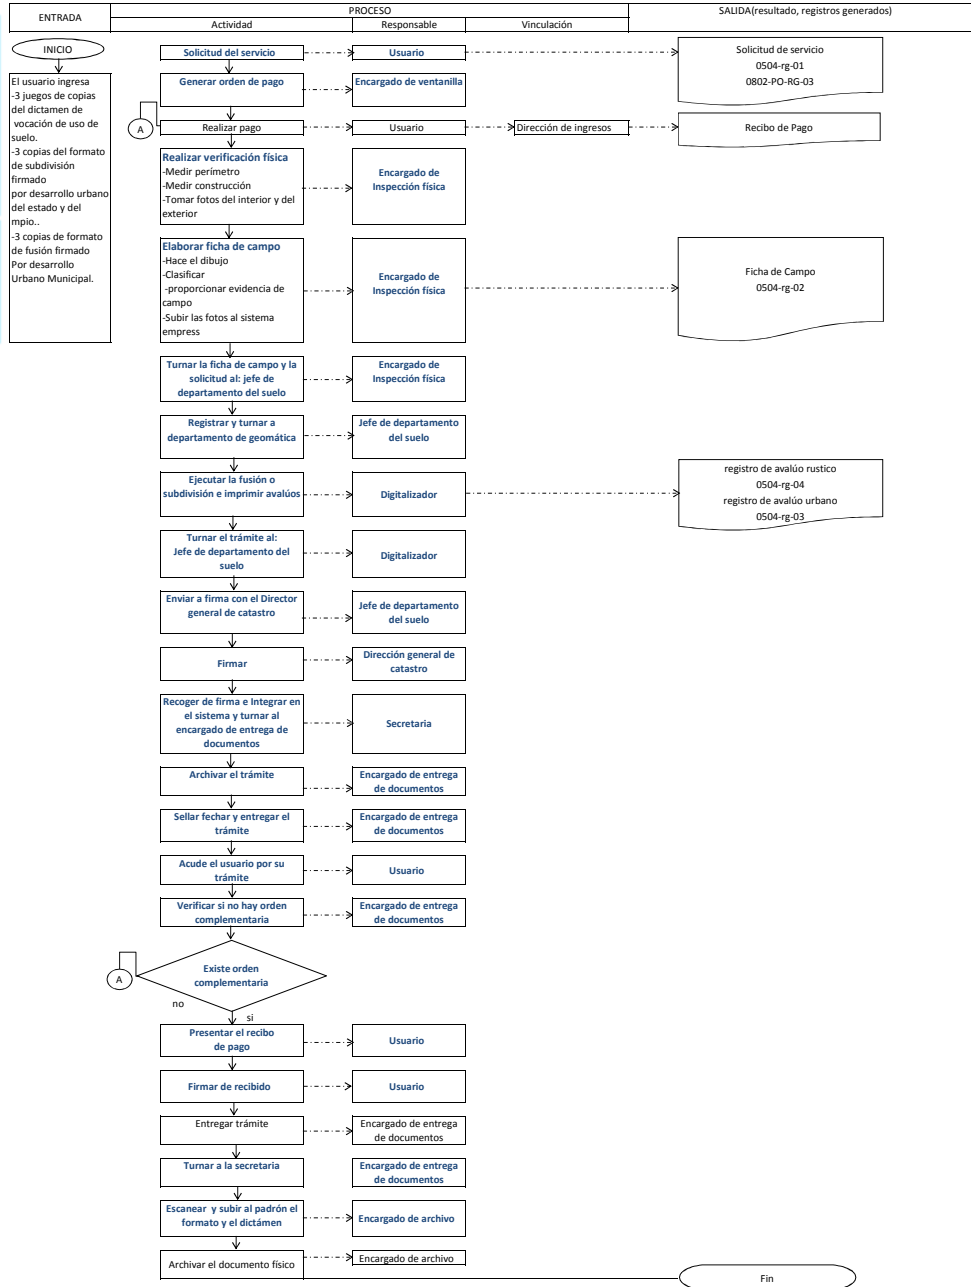 ENTRADA
PROCESO
SALIDA(resultado, registros generados)
Actividad
Responsable
Vinculación
INICIO
El usuario ingresa
-3 juegos de copias
del dictamen de
vocación de uso de
suelo.
-3 copias del formato
de subdivisión
firmado
por desarrollo urbano
del estado y del
mpio..
-3 copias de formato
de fusión firmado
Por desarrollo
Urbano Municipal.
Solicitud del servicio
Usuario
Solicitud de servicio
0504-rg-01
0802-PO-RG-03
Generar orden de pago
Encargado de ventanilla
A
Realizar pago
Usuario
Dirección de ingresos
Recibo de Pago
Realizar verificación física
-Medir perímetro
-Medir construcción
-Tomar fotos del interior y del
exterior
Encargado de
Inspección física
Elaborar ficha de campo
-Hace el dibujo
-Clasificar
-proporcionar evidencia de
campo
-Subir las fotos al sistema
empress
Encargado de
Inspección física
Ficha de Campo
0504-rg-02
Turnar la ficha de campo y la
solicitud al: jefe de
departamento del suelo
Encargado de
Inspección física
Registrar y turnar a
departamento de geomática
Jefe de departamento
del suelo
Ejecutar la fusión o
subdivisión e imprimir avalúos
Digitalizador
registro de avalúo rustico
0504-rg-04
registro de avalúo urbano
0504-rg-03
Turnar el trámite al:
Jefe de departamento del
suelo
Digitalizador
Enviar a firma con el Director
general de catastro
Jefe de departamento
del suelo
Firmar
Dirección general de
catastro
Recoger de firma e Integrar en
el sistema y turnar al
encargado de entrega de
documentos
Secretaria
Archivar el trámite
Encargado de entrega
de documentos
Sellar fechar y entregar el
trámite
Encargado de entrega
de documentos
Acude el usuario por su
trámite
Usuario
Verificar si no hay orden
complementaria
Encargado de entrega
de documentos
A
Existe orden
complementaria
no
si
Presentar el recibo
de pago
Usuario
Firmar de recibido
Usuario
Entregar trámite
Encargado de entrega
de documentos
Turnar a la secretaria
Encargado de entrega
de documentos
Escanear y subir al padrón el
formato y el dictámen
Encargado de archivo
Archivar el documento físico
Encargado de archivo
Fin